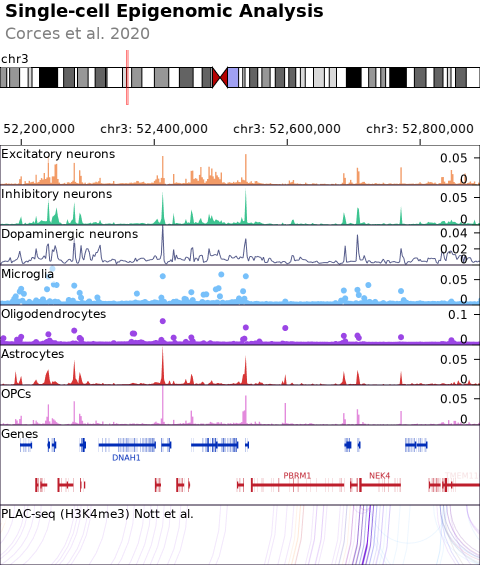 Single-cell Epigenomic Analysis
Corces et al. 2020
chr3
52,200,000 chr3: 52,400,000 chr3: 52,600,000 chr3: 52,800,000
Excitatory neurons 0.05 0
Inhibitory neurons 0.05 0
Dopaminergic neurons 0.04 0.02 0
Microglia 0.05 0
Oligodendrocytes 0.1 0
Astrocytes 0.05 0
OPCs 0.05 0
Genes
DNAH1
PBRM1 NEK4 TMEM110
PLAC-seq (H3K4me3) Nott et al.